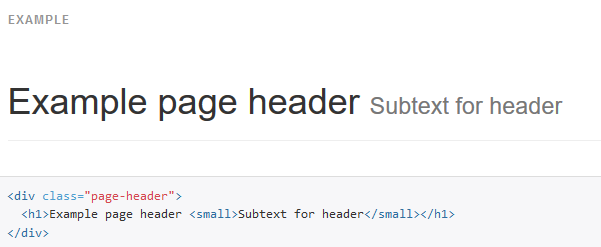 EXAMPLE
Example page header Subtext for header
<div class="page-header">
  <h1>Example page header <small>Subtext for header</small></h1>
</div>